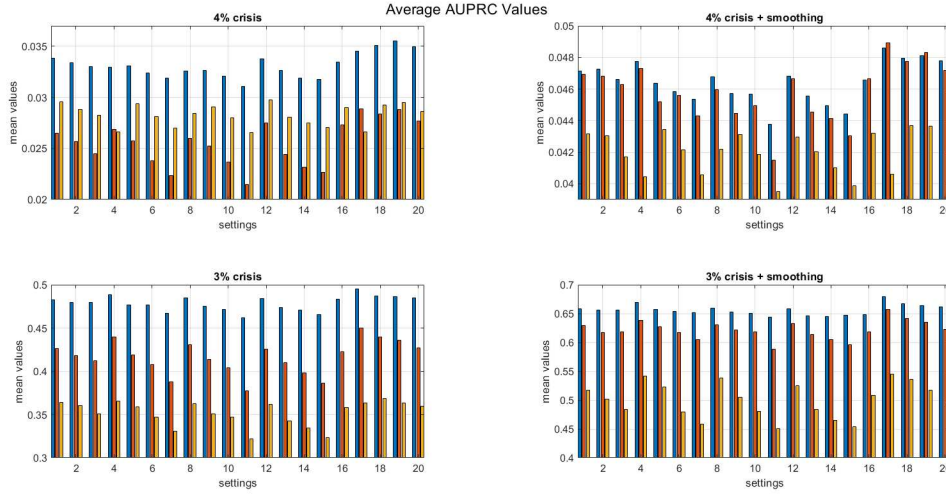 Average AUPRC Values
4% crisis
mean values
0.035
0.03
0.025
0.02
2 4 6 8 10 12 14 16 18 20
settings
4% crisis + smoothing
mean values
0.05
0.048
0.046
0.044
0.042
0.04
2 4 6 8 10 12 14 16 18 20
settings
3% crisis
mean values
0.5
0.45
0.4
0.35
0.3
2 4 6 8 10 12 14 16 18 20
settings
3% crisis + smoothing
mean values
0.7
0.65
0.6
0.55
0.5
0.45
0.4
2 4 6 8 10 12 14 16 18 20
settings